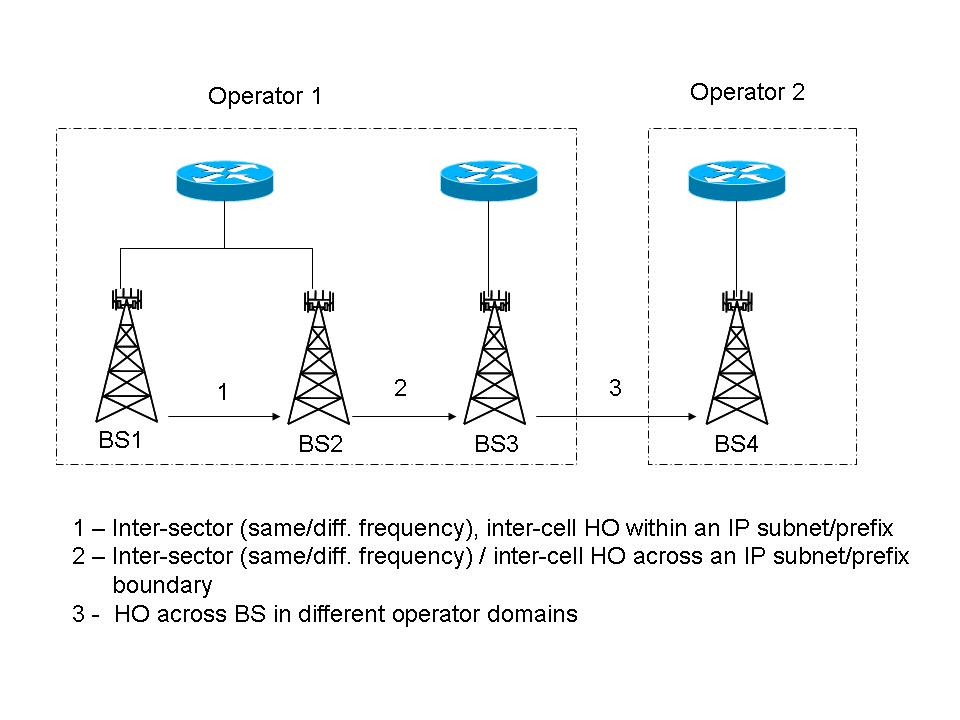 Operator 1
Operator 2
1
2
3
BS1
BS2
BS3
BS4
1 – Inter-sector (same/diff. frequency), inter-cell HO within an IP subnet/prefix
2 – Inter-sector (same/diff. frequency) / inter-cell HO across an IP subnet/prefix
boundary
3 - HO across BS in different operator domains